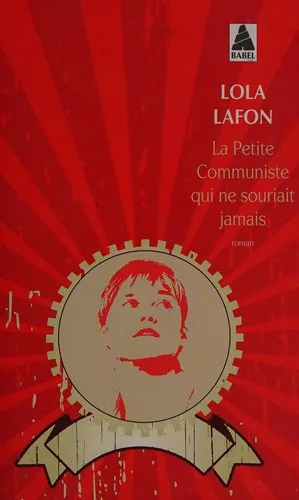 BABEL
LOLA
LAFON
La Petite
Communiste
qui ne souriait
jamais
roman